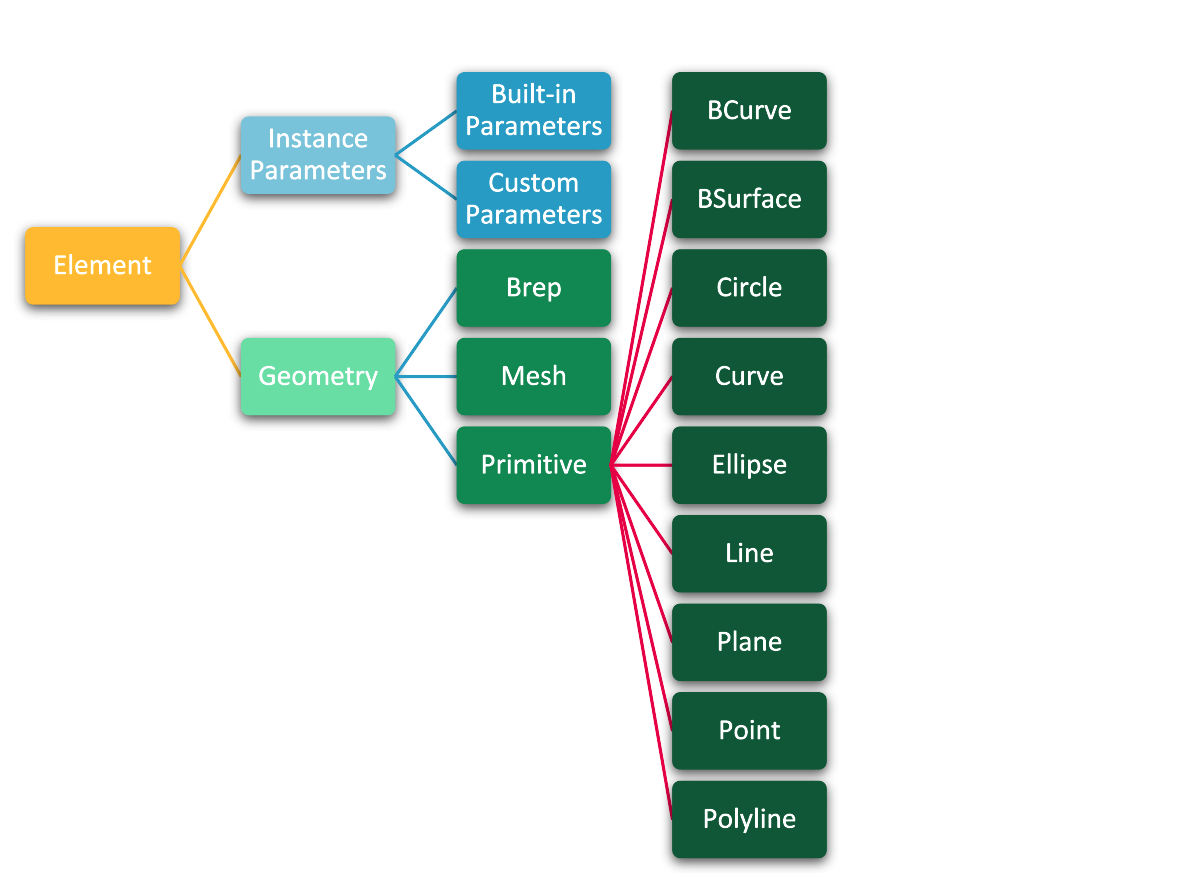 Element
Instance
Parameters
Geometry
Built-in
Parameters
Custom
Parameters
Brep
Mesh
Primitive
BCurve
BSurface
Circle
Curve
Ellipse
Line
Plane
Point
Polyline